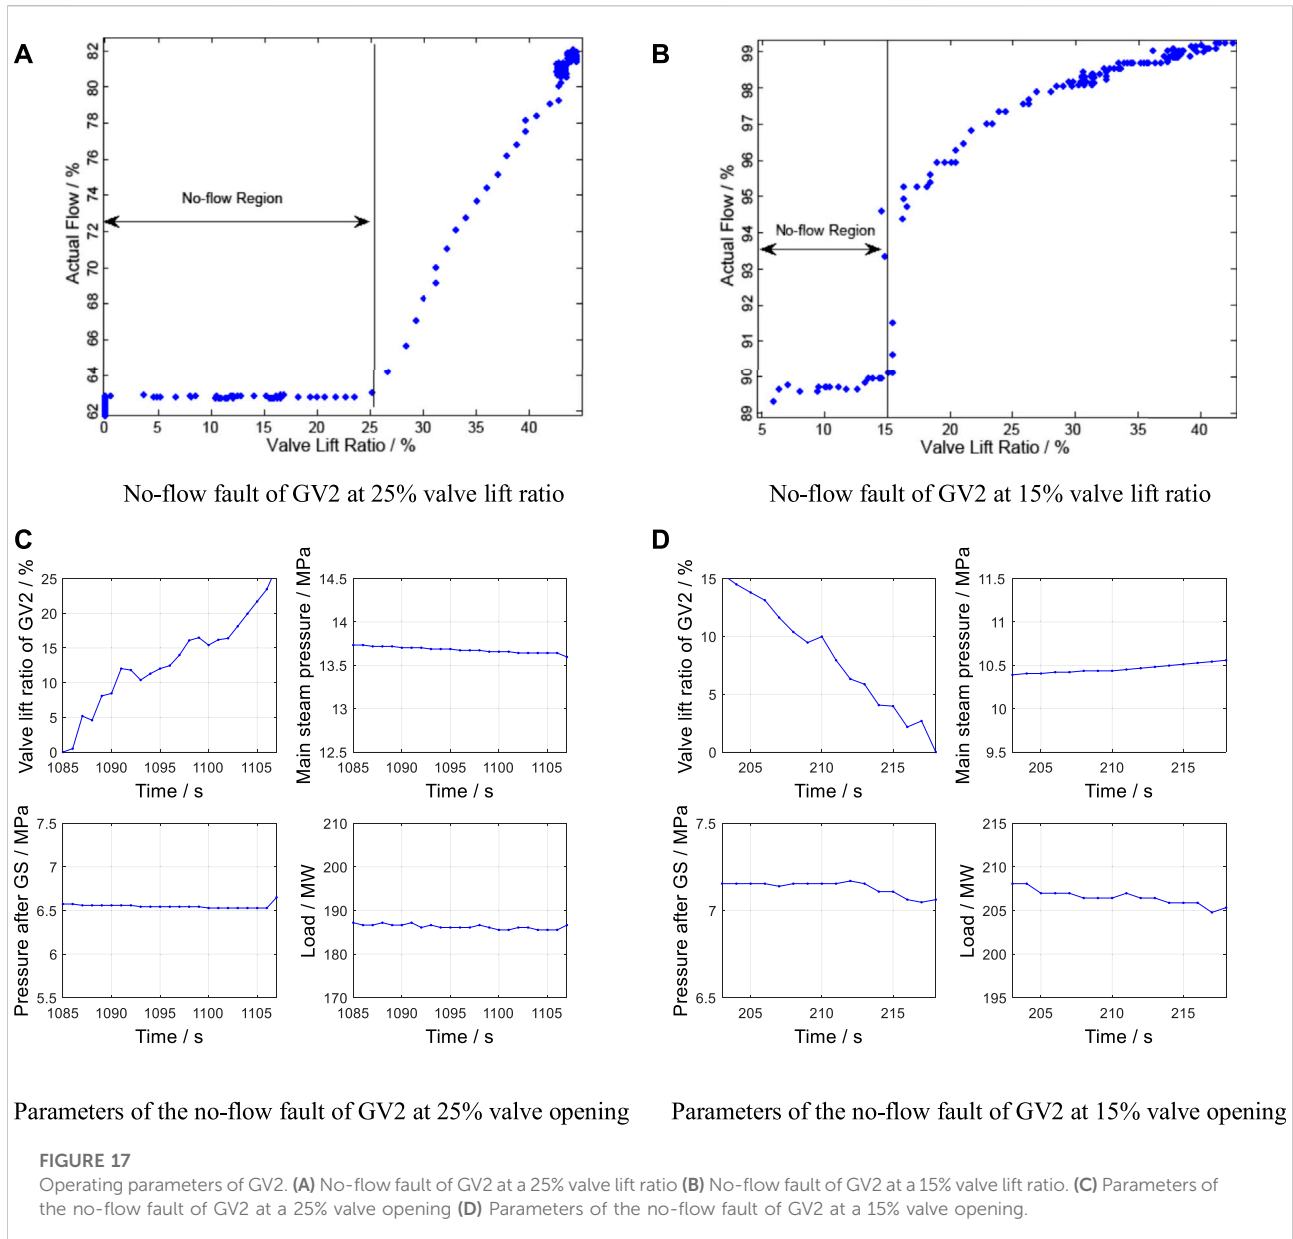 A
82
80
78
76
74
72
70
68
66
64
62
Actual Flow / %
No-flow Region
0 5 10 15 20 25 30 35 40
Valve Lift Ratio / %
No-flow fault of GV2 at 25% valve lift ratio
B
99
98
97
96
95
94
93
92
91
90
89
Actual Flow / %
No-flow Region
5 10 15 20 25 30 35 40
Valve Lift Ratio / %
No-flow fault of GV2 at 15% valve lift ratio
C
Valve lift ratio of GV2 / %
25
20
15
10
5
0
1085 1090 1095 1100 1105
Time / s
Main steam pressure / MPa
14.5
14
13.5
13
12.5
1085 1090 1095 1100 1105
Time / s
Pressure after GS / MPa
7.5
7
6.5
6
5.5
1085 1090 1095 1100 1105
Time / s
Load / MW
210
200
190
180
170
1085 1090 1095 1100 1105
Time / s
Parameters of the no-flow fault of GV2 at 25% valve opening
D
Valve lift ratio of GV2 / %
15
10
5
0
205 210 215
Time / s
Main steam pressure / MPa
11.5
11
10.5
10
9.5
205 210 215
Time / s
Pressure after GS / MPa
7.5
7
6.5
205 210 215
Time / s
Load / MW
215
210
205
200
195
205 210 215
Time / s
Parameters of the no-flow fault of GV2 at 15% valve opening
FIGURE 17
Operating parameters of GV2. (A) No-flow fault of GV2 at a 25% valve lift ratio (B) No-flow fault of GV2 at a 15% valve lift ratio. (C) Parameters of
the no-flow fault of GV2 at a 25% valve opening (D) Parameters of the no-flow fault of GV2 at a 15% valve opening.